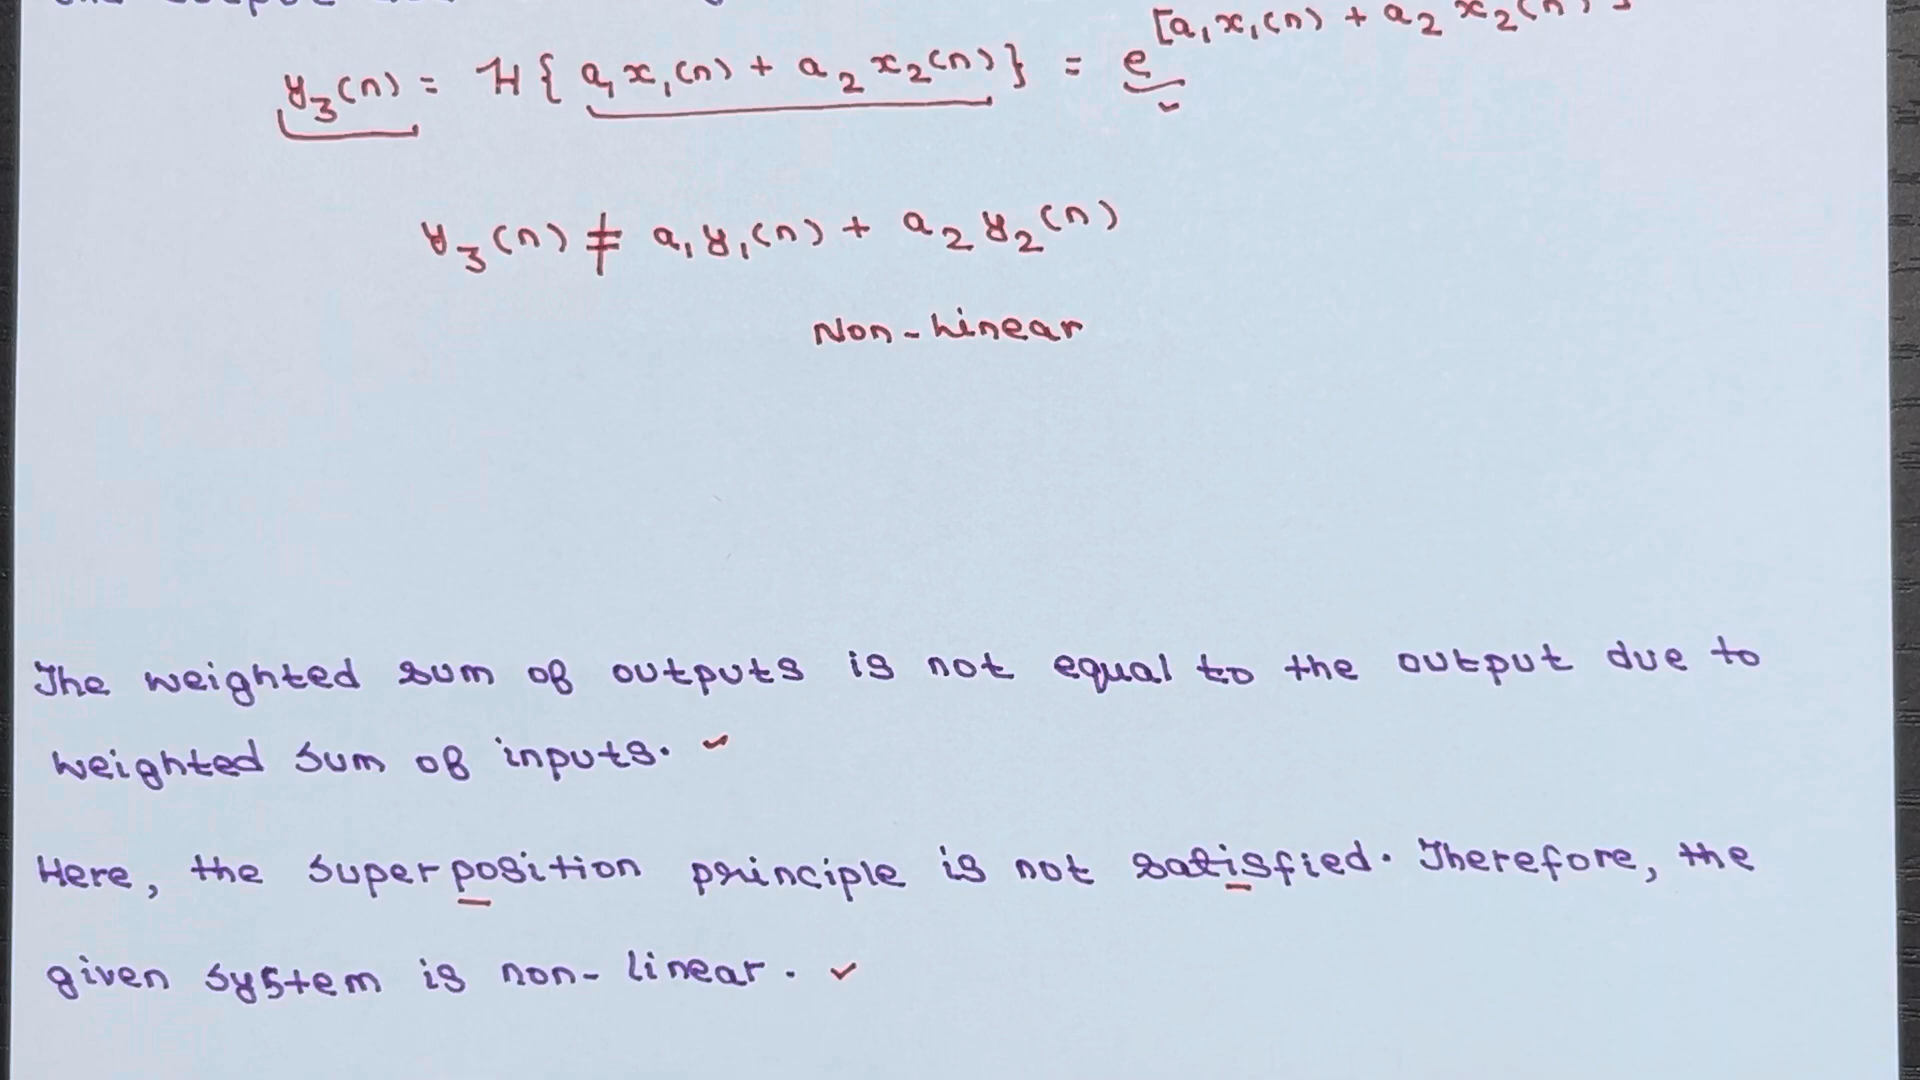 [a₁x₁(n) + a₂x₂(n)]
y₃(n) = H{a₁x₁(n) + a₂x₂(n)} = e
y₃(n) ≠ a₁y₁(n) + a₂y₂(n)
Non-Linear
The weighted sum of outputs is not equal to the output due to
weighted sum of inputs.
Here, the superposition principle is not satisfied. Therefore, the
given system is non-linear.